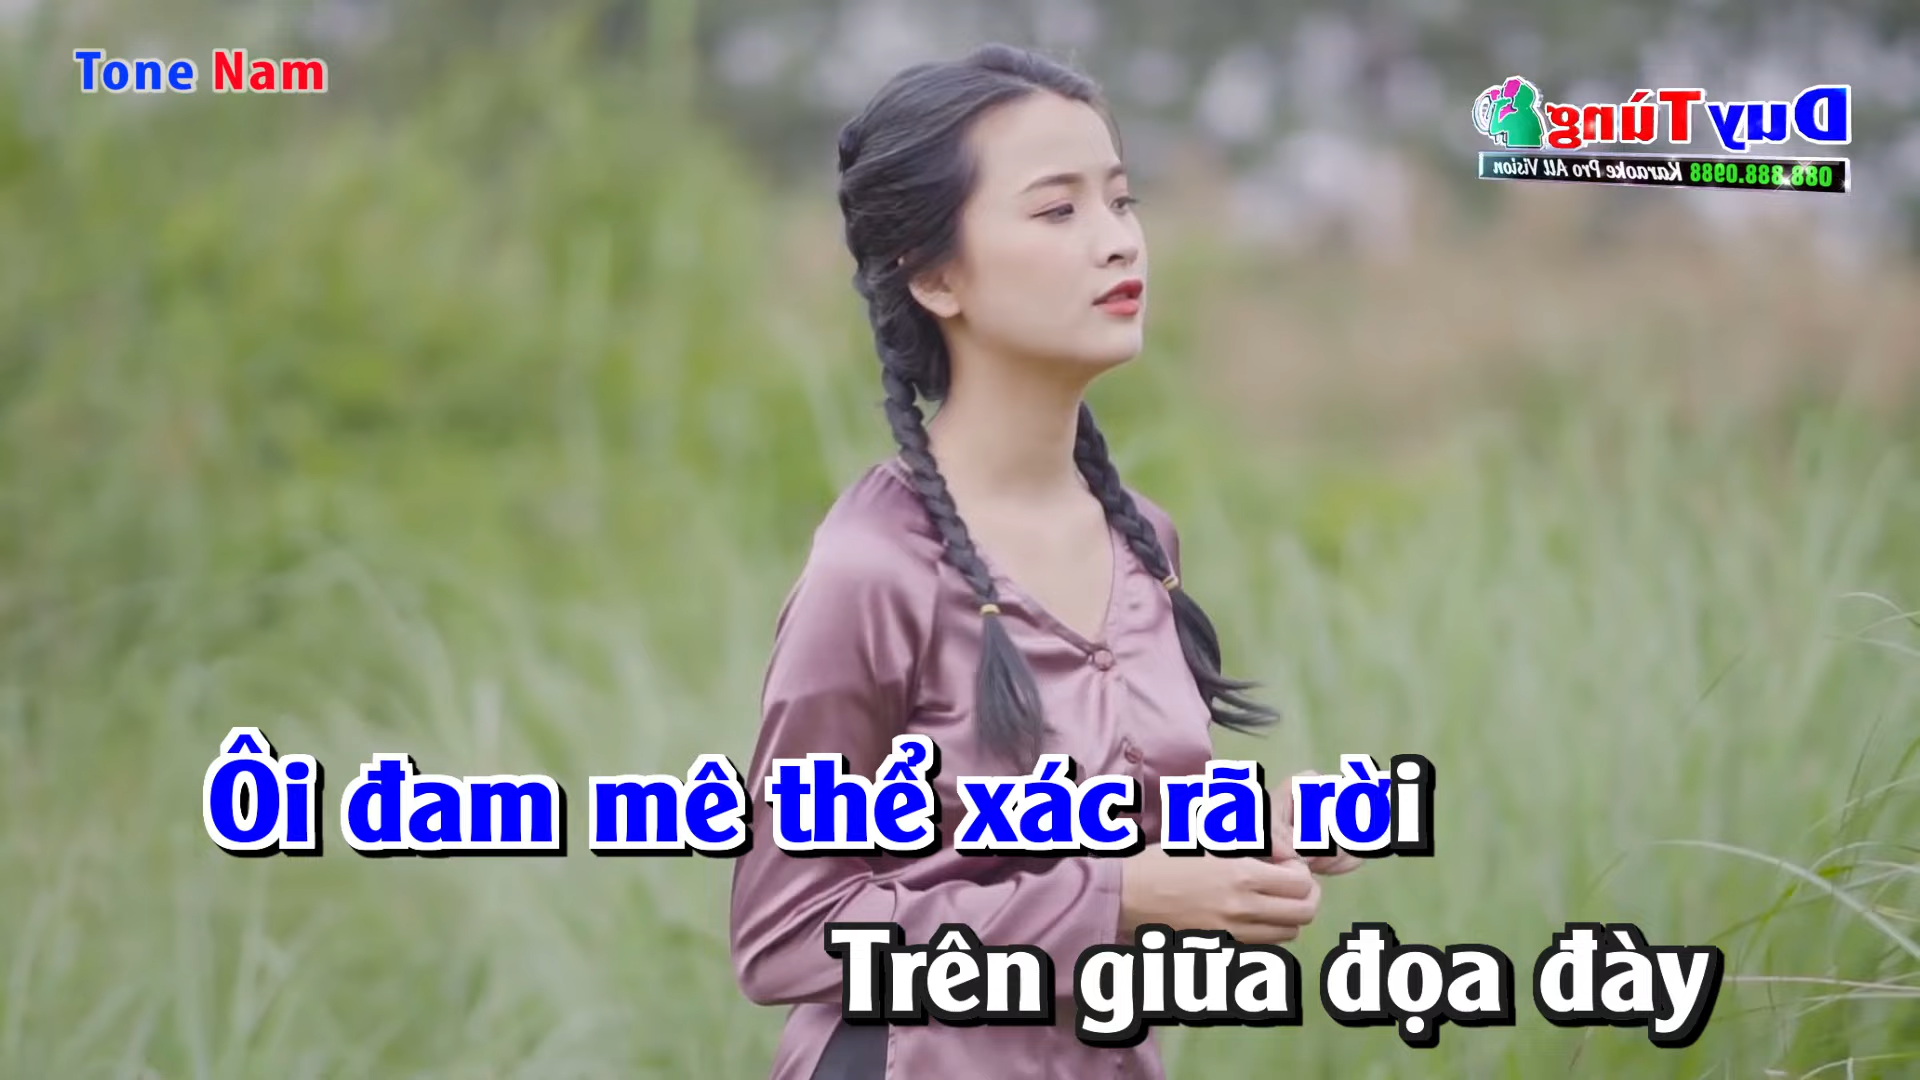 Tone Nam
Duy Túng
088.888.0988 Karaoke Pro All Vision
Ôi đam mê thể xác rã rời
Trên giữa đọa đày